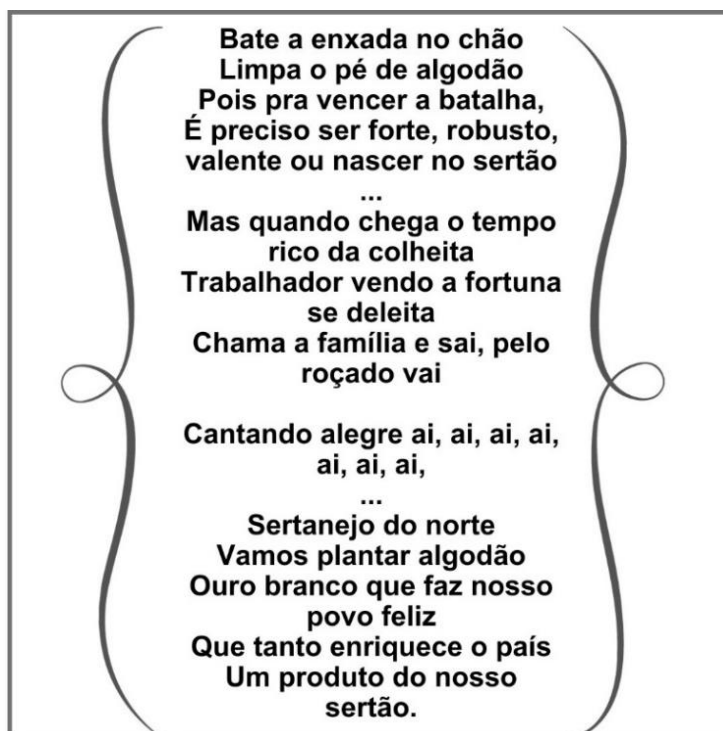 Bate a enxada no chão
Limpa o pé de algodão
Pois pra vencer a batalha,
É preciso ser forte, robusto,
valente ou nascer no sertão
...
Mas quando chega o tempo
rico da colheita
Trabalhador vendo a fortuna
se deleita
Chama a família e sai, pelo
roçado vai
Cantando alegre ai, ai, ai, ai,
ai, ai, ai,
...
Sertanejo do norte
Vamos plantar algodão
Ouro branco que faz nosso
povo feliz
Que tanto enriquece o país
Um produto do nosso
sertão.